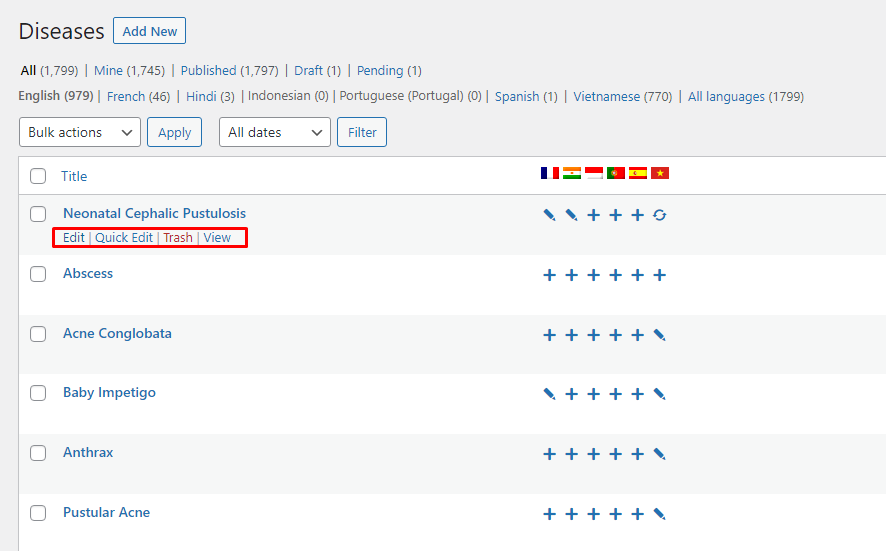 Diseases Add New
All (1,799) | Mine (1,745) | Published (1,797) | Draft (1) | Pending (1)
English (979) | French (46) | Hindi (3) | Indonesian (0) | Portuguese (Portugal) (0) | Spanish (1) | Vietnamese (770) | All languages (1799)
Bulk actions Apply All dates Filter
Title
Neonatal Cephalic Pustulosis
Edit | Quick Edit | Trash | View
Abscess
Acne Conglobata
Baby Impetigo
Anthrax
Pustular Acne